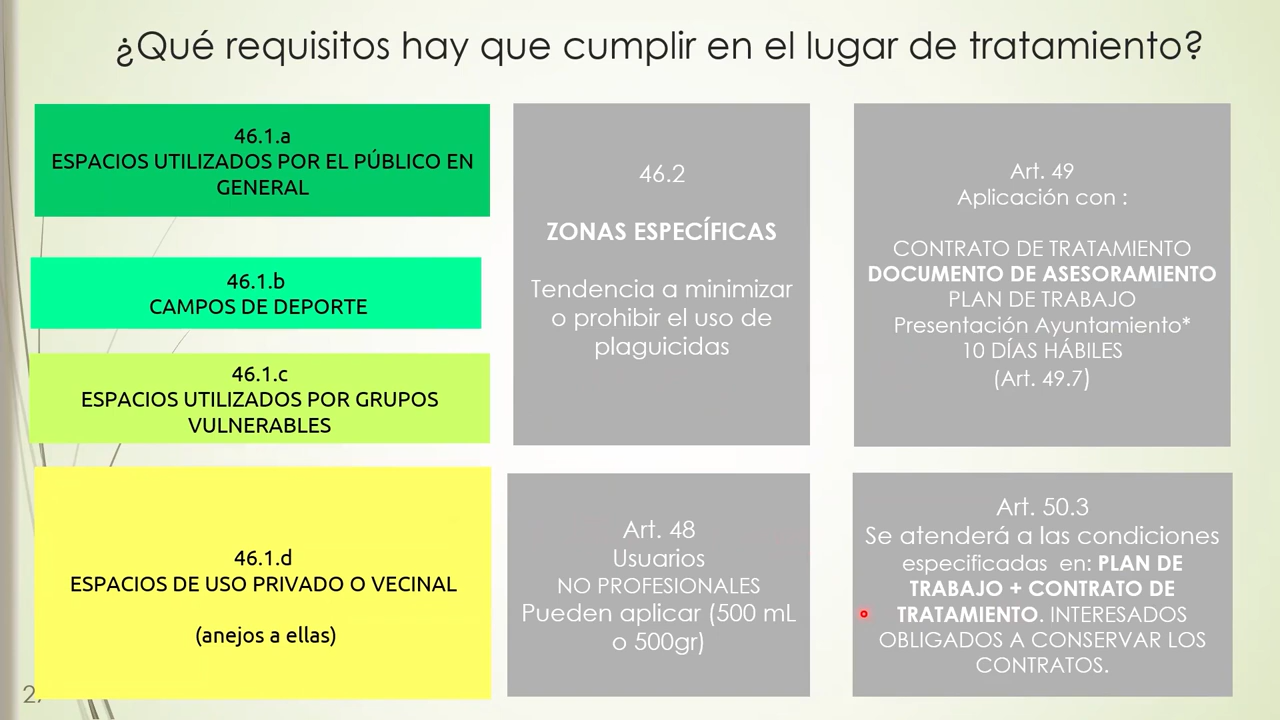 ¿Qué requisitos hay que cumplir en el lugar de tratamiento?
46.1.a
ESPACIOS UTILIZADOS POR EL PÚBLICO EN
GENERAL
46.1.b
CAMPOS DE DEPORTE
46.1.c
ESPACIOS UTILIZADOS POR GRUPOS
VULNERABLES
46.1.d
ESPACIOS DE USO PRIVADO O VECINAL
(anejos a ellas)
46.2
ZONAS ESPECÍFICAS
Tendencia a minimizar
o prohibir el uso de
plaguicidas
Art. 48
Usuarios
NO PROFESIONALES
Pueden aplicar (500 mL
o 500gr)
Art. 49
Aplicación con :
CONTRATO DE TRATAMIENTO
DOCUMENTO DE ASESORAMIENTO
PLAN DE TRABAJO
Presentación Ayuntamiento*
10 DÍAS HÁBILES
(Art. 49.7)
Art. 50.3
Se atenderá a las condiciones
especificadas en: PLAN DE
TRABAJO + CONTRATO DE
TRATAMIENTO. INTERESADOS
OBLIGADOS A CONSERVAR LOS
CONTRATOS.